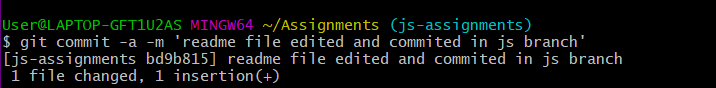 User@LAPTOP-GFT1U2AS MINGW64 ~/Assignments (js-assignments)
$ git commit -a -m 'readme file edited and commited in js branch'
[js-assignments bd9b815] readme file edited and commited in js branch
 1 file changed, 1 insertion(+)